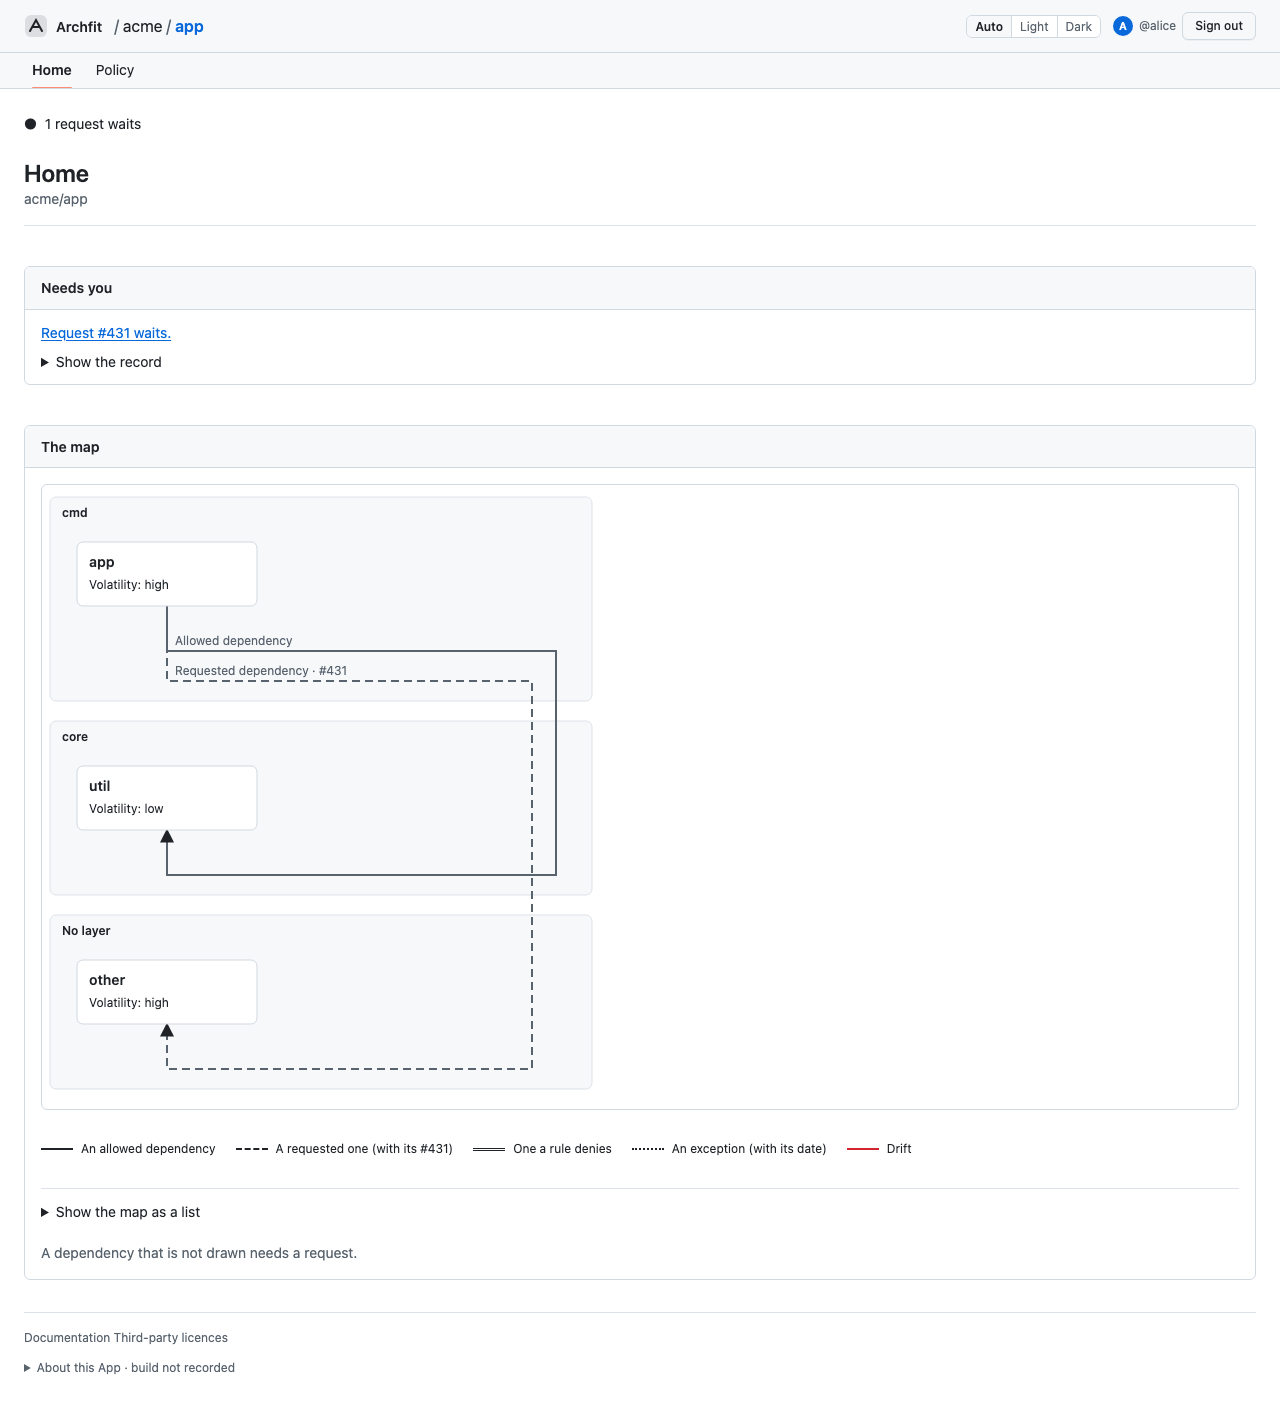 Archfit / acme / app
Auto Light Dark
A @alice Sign out
Home Policy
1 request waits
Home
acme/app
Needs you
Request #431 waits.
Show the record
The map
cmd
app
Volatility: high
Allowed dependency
Requested dependency · #431
core
util
Volatility: low
No layer
other
Volatility: high
An allowed dependency A requested one (with its #431) One a rule denies An exception (with its date) Drift
Show the map as a list
A dependency that is not drawn needs a request.
Documentation Third-party licences
About this App · build not recorded